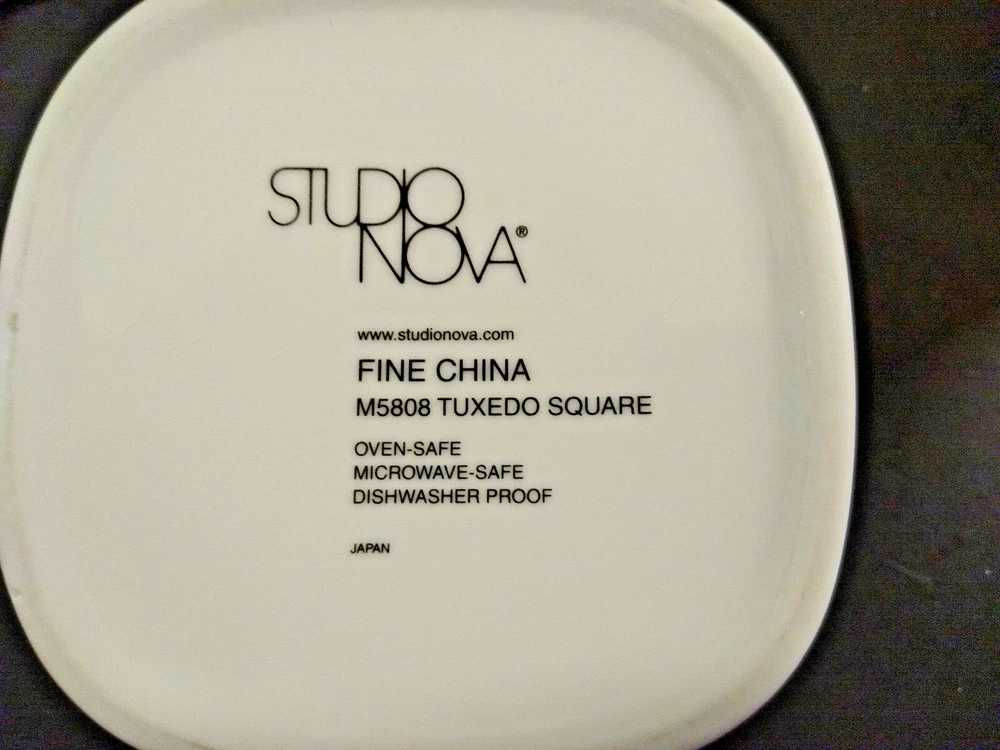 STUDIO
NOVA®
www.studionova.com
FINE CHINA
M5808 TUXEDO SQUARE
OVEN-SAFE
MICROWAVE-SAFE
DISHWASHER PROOF
JAPAN